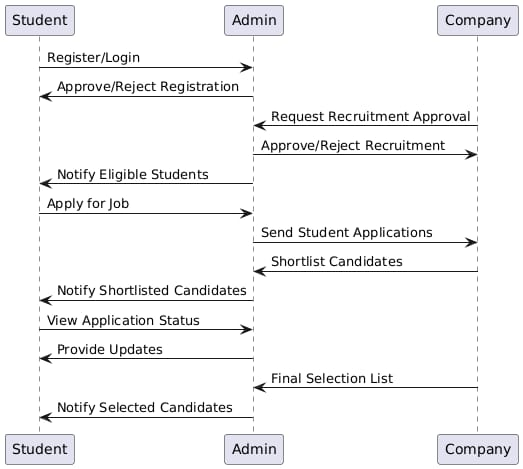 Student Admin Company
Register/Login
Approve/Reject Registration
Request Recruitment Approval
Approve/Reject Recruitment
Notify Eligible Students
Apply for Job
Send Student Applications
Shortlist Candidates
Notify Shortlisted Candidates
View Application Status
Provide Updates
Final Selection List
Notify Selected Candidates
Student Admin Company